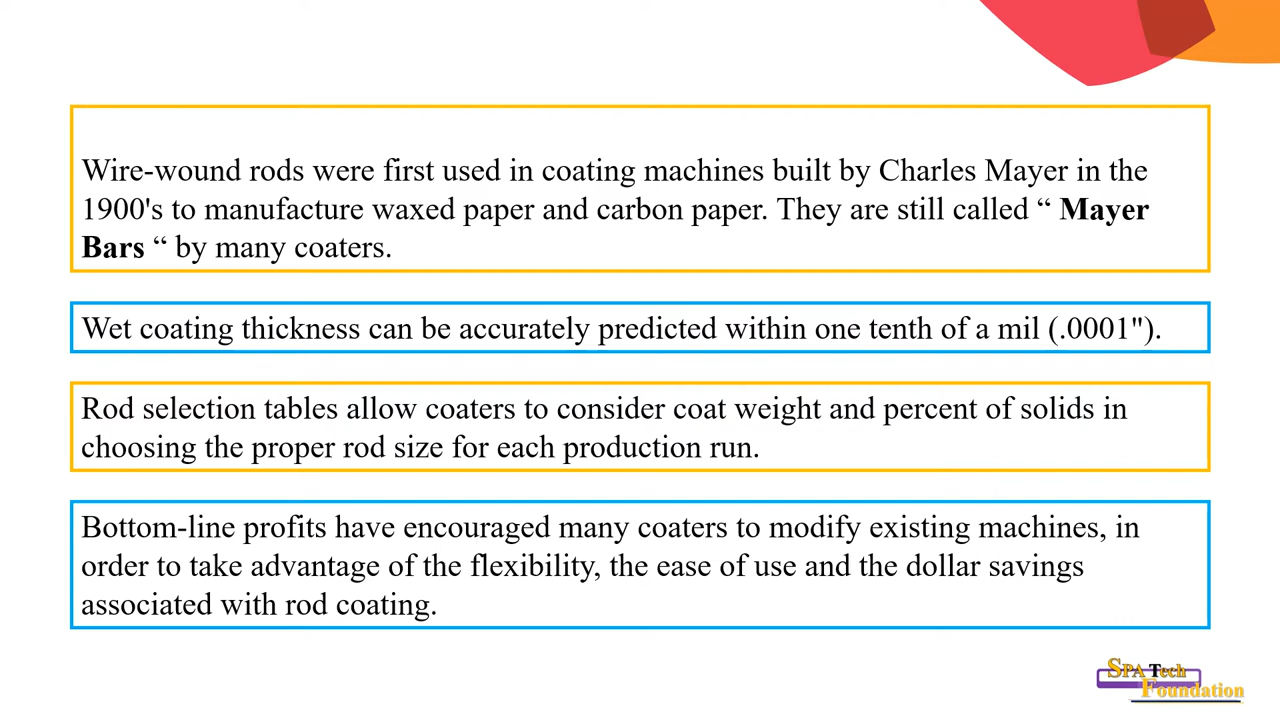 Wire-wound rods were first used in coating machines built by Charles Mayer in the
1900's to manufacture waxed paper and carbon paper. They are still called “ Mayer
Bars “ by many coaters.
Wet coating thickness can be accurately predicted within one tenth of a mil (.0001").
Rod selection tables allow coaters to consider coat weight and percent of solids in
choosing the proper rod size for each production run.
Bottom-line profits have encouraged many coaters to modify existing machines, in
order to take advantage of the flexibility, the ease of use and the dollar savings
associated with rod coating.
SPA Tech
Foundation